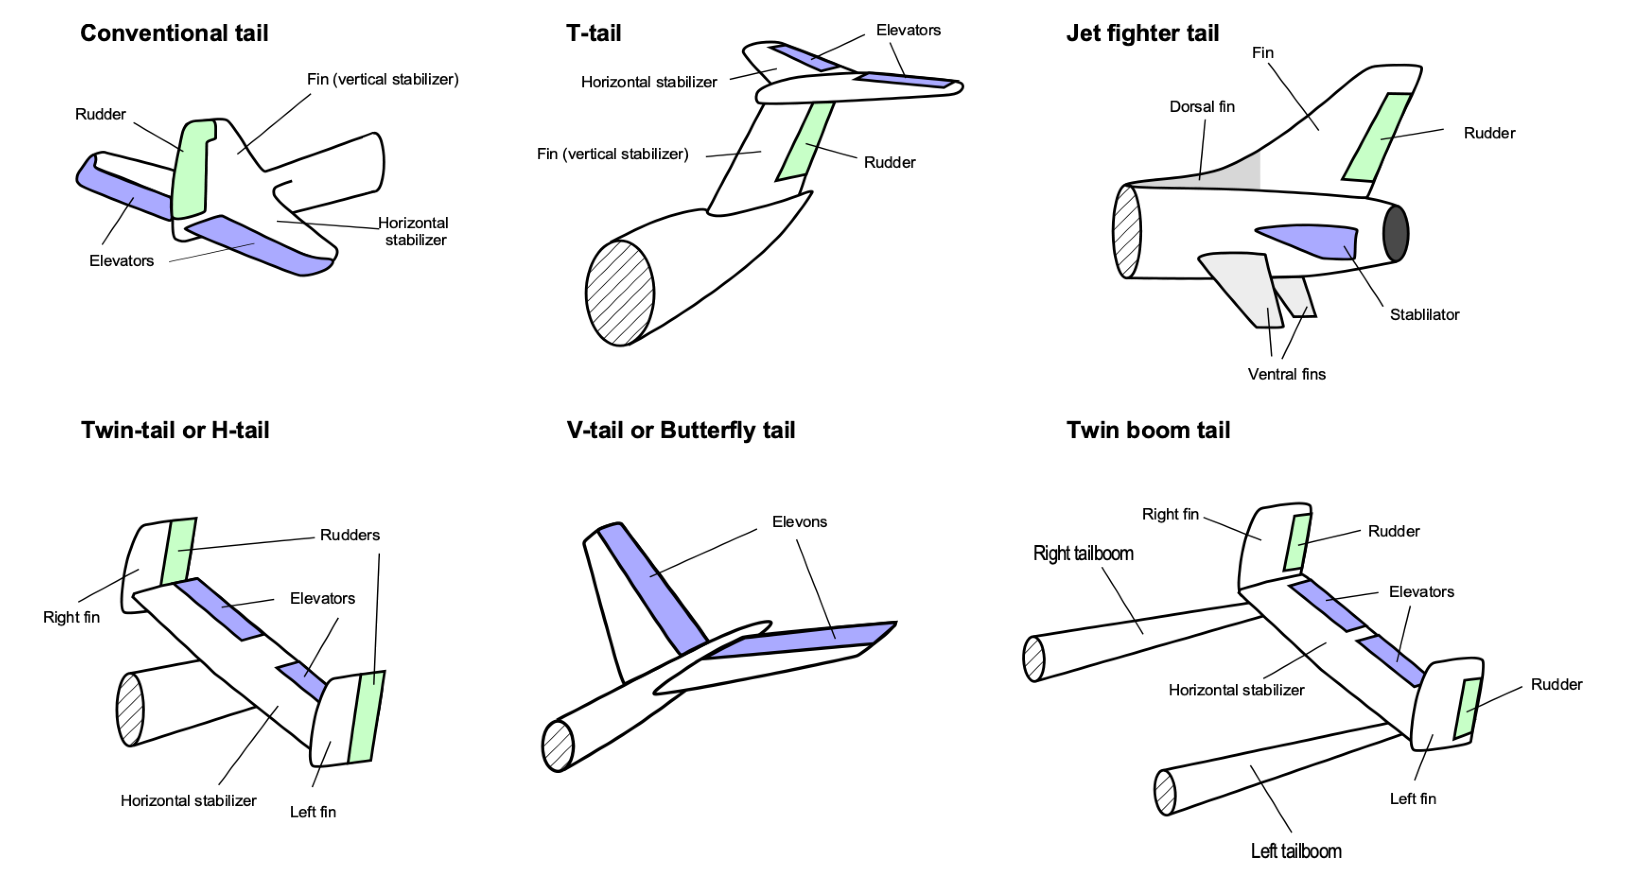 Conventional tail
Fin (vertical stabilizer)
Rudder
Horizontal
stabilizer
Elevators
T-tail
Elevators
Horizontal stabilizer
Fin (vertical stabilizer)
Rudder
Jet fighter tail
Fin
Dorsal fin
Rudder
Stablilator
Ventral fins
Twin-tail or H-tail
Rudders
Elevators
Right fin
Horizontal stabilizer
Left fin
V-tail or Butterfly tail
Elevons
Twin boom tail
Right fin
Rudder
Right tailboom
Elevators
Horizontal stabilizer
Rudder
Left fin
Left tailboom